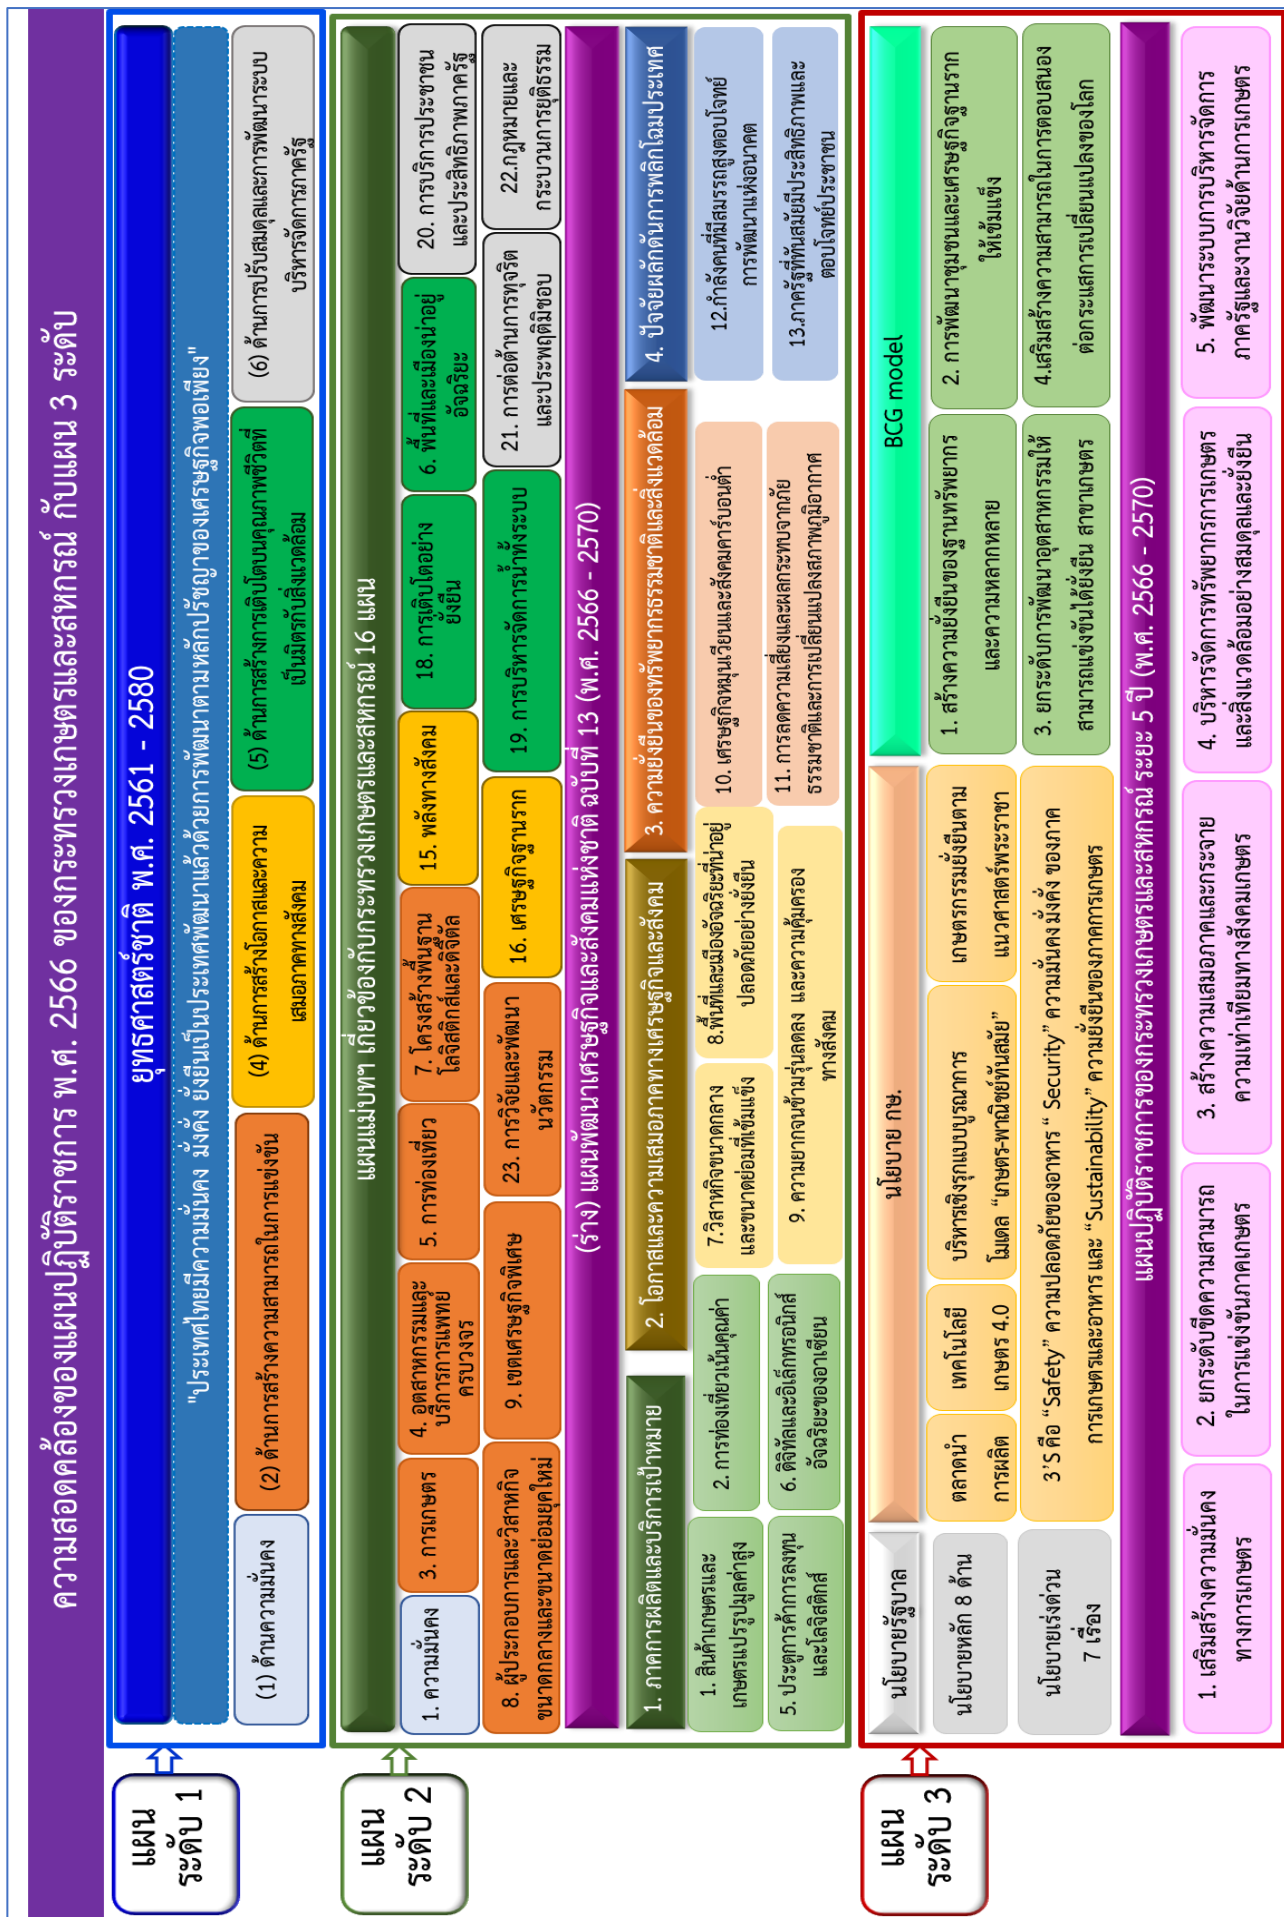 ความสอดคล้องของแผนปฏิบัติราชการ พ.ศ. 2566 ของกระทรวงเกษตรและสหกรณ์ กับแผน 3 ระดับ
แผน
ระดับ 1
ยุทธศาสตร์ชาติ พ.ศ. 2561 - 2580
"ประเทศไทยมีความมั่นคง มั่งคั่ง ยั่งยืนเป็นประเทศพัฒนาแล้วด้วยการพัฒนาตามหลักปรัชญาของเศรษฐกิจพอเพียง"
(1) ด้านความมั่นคง
(2) ด้านการสร้างความสามารถในการแข่งขัน
(4) ด้านการสร้างโอกาสและความ
เสมอภาคทางสังคม
(5) ด้านการสร้างการเติบโตบนคุณภาพชีวิตที่
เป็นมิตรกับสิ่งแวดล้อม
(6) ด้านการปรับสมดุลและการพัฒนาระบบ
บริหารจัดการภาครัฐ
แผน
ระดับ 2
แผนแม่บทฯ เกี่ยวข้องกับกระทรวงเกษตรและสหกรณ์ 16 แผน
1. ความมั่นคง
3. การเกษตร
4. อุตสาหกรรมและ
บริการการแพทย์
ครบวงจร
5. การท่องเที่ยว
7. โครงสร้างพื้นฐาน
โลจิสติกส์และดิจิตัล
15. พลังทางสังคม
18. การเติบโตอย่าง
ยั่งยืน
6. พื้นที่และเมืองน่าอยู่
อัจฉริยะ
20. การบริการประชาชน
และประสิทธิภาพภาครัฐ
8. ผู้ประกอบการและวิสาหกิจ
ขนาดกลางและขนาดย่อมยุคใหม่
9. เขตเศรษฐกิจพิเศษ
23. การวิจัยและพัฒนา
นวัตกรรม
16. เศรษฐกิจฐานราก
19. การบริหารจัดการน้ำทั้งระบบ
21. การต่อต้านการทุจริต
และประพฤติมิชอบ
22.กฎหมายและ
กระบวนการยุติธรรม
(ร่าง) แผนพัฒนาเศรษฐกิจและสังคมแห่งชาติ ฉบับที่ 13 (พ.ศ. 2566 - 2570)
1. ภาคการผลิตและบริการเป้าหมาย
2. โอกาสและความเสมอภาคทางเศรษฐกิจและสังคม
3. ความยั่งยืนของทรัพยากรธรรมชาติและสิ่งแวดล้อม
4. ปัจจัยผลักดันการพลิกโฉมประเทศ
1. สินค้าเกษตรและ
เกษตรแปรรูปมูลค่าสูง
2. การท่องเที่ยวเน้นคุณค่า
7.วิสาหกิจขนาดกลาง
และขนาดย่อมที่เข้มแข็ง
8.พื้นที่และเมืองอัจฉริยะที่น่าอยู่
ปลอดภัยอย่างยั่งยืน
10. เศรษฐกิจหมุนเวียนและสังคมคาร์บอนต่ำ
12.กำลังคนที่มีสมรรถสูงตอบโจทย์
การพัฒนาแห่งอนาคต
5. ประตูการค้าการลงทุน
และโลจิสติกส์
6. ดิจิทัลและอิเล็กทรอนิกส์
อัจฉริยะของอาเซียน
9. ความยากจนข้ามรุ่นลดลง และความคุ้มครอง
ทางสังคม
11. การลดความเสี่ยงและผลกระทบจากภัย
ธรรมชาติและการเปลี่ยนแปลงสภาพภูมิอากาศ
13.ภาครัฐที่ทันสมัยมีประสิทธิภาพและ
ตอบโจทย์ประชาชน
แผน
ระดับ 3
นโยบายรัฐบาล
นโยบาย กษ.
BCG model
นโยบายหลัก 8 ด้าน
ตลาดนำ
การผลิต
เทคโนโลยี
เกษตร 4.0
บริหารเชิงรุกแบบบูรณาการ
โมเดล “เกษตร-พาณิชย์ทันสมัย”
เกษตรกรรมยั่งยืนตาม
แนวศาสตร์พระราชา
1. สร้างความยั่งยืนของฐานทรัพยากร
และความหลากหลาย
2. การพัฒนาชุมชนและเศรษฐกิจฐานราก
ให้เข้มแข็ง
นโยบายเร่งด่วน
7 เรื่อง
3’S คือ “Safety” ความปลอดภัยของอาหาร “ Security” ความมั่นคง มั่งคั่ง ของภาค
การเกษตรและอาหาร และ “ Sustainability” ความยั่งยืนของภาคการเกษตร
3. ยกระดับการพัฒนาอุตสาหกรรมให้
สามารถแข่งขันได้ยั่งยืน สาขาเกษตร
4.เสริมสร้างความสามารถในการตอบสนอง
ต่อกระแสการเปลี่ยนแปลงของโลก
แผนปฏิบัติราชการของกระทรวงเกษตรและสหกรณ์ ระยะ 5 ปี (พ.ศ. 2566 - 2570)
1. เสริมสร้างความมั่นคง
ทางการเกษตร
2. ยกระดับขีดความสามารถ
ในการแข่งขันภาคเกษตร
3. สร้างความเสมอภาคและกระจาย
ความเท่าเทียมทางสังคมเกษตร
4. บริหารจัดการทรัพยากรการเกษตร
และสิ่งแวดล้อมอย่างสมดุลและยั่งยืน
5. พัฒนาระบบการบริหารจัดการ
ภาครัฐและงานวิจัยด้านการเกษตร